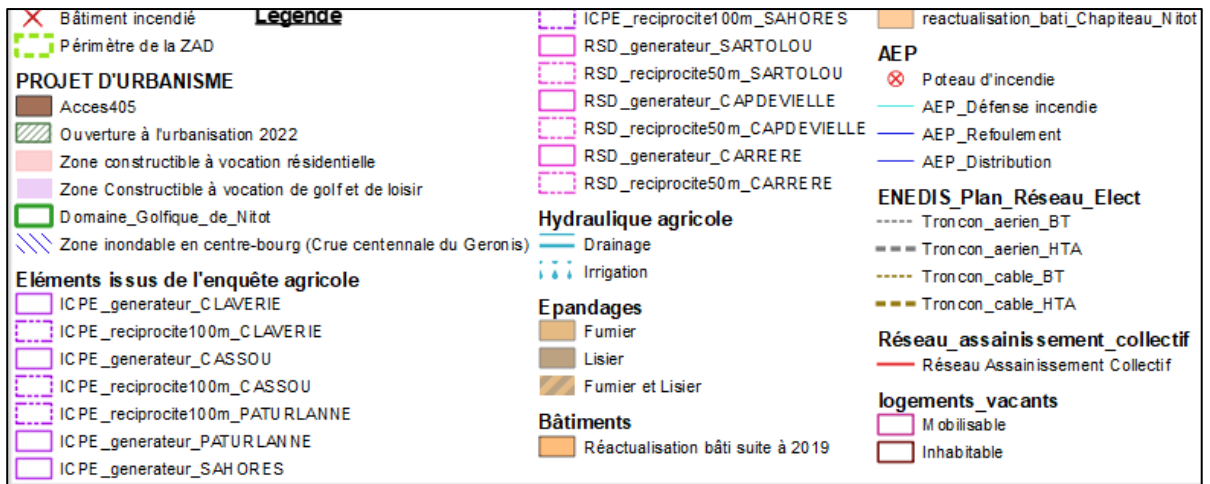 Légende
Bâtiment incendié
Périmètre de la ZAD
PROJET D'URBANISME
Acces405
Ouverture à l'urbanisation 2022
Zone constructible à vocation résidentielle
Zone Constructible à vocation de golf et de loisir
Domaine_Golfique_de_Nitot
Zone inondable en centre-bourg (Crue centennale du Geronis)
Eléments issus de l'enquête agricole
ICPE_generateur_CLAVERIE
ICPE_reciprocite100m_CLAVERIE
ICPE_generateur_CASSOU
ICPE_reciprocite100m_CASSOU
ICPE_reciprocite100m_PATURLANNE
ICPE_generateur_PATURLANNE
ICPE_generateur_SAHORES
ICPE_reciprocite100m_SAHORES
RSD_generateur_SARTOLOU
RSD_reciprocite50m_SARTOLOU
RSD_generateur_CAPDEVIELLE
RSD_reciprocite50m_CAPDEVIELLE
RSD_generateur_CARRERE
RSD_reciprocite50m_CARRERE
Hydraulique agricole
Drainage
Irrigation
Epandages
Fumier
Lisier
Fumier et Lisier
Bâtiments
Réactualisation bâti suite à 2019
reactualisation_bati_Chapiteau_Nitot
AEP
Poteau d'incendie
AEP_Défense incendie
AEP_Refoulement
AEP_Distribution
ENEDIS_Plan_Réseau_Elect
Troncon_aerien_BT
Troncon_aerien_HTA
Troncon_cable_BT
Troncon_cable_HTA
Réseau_assainissement_collectif
Réseau Assainissement Collectif
logements_vacants
Mobilisable
Inhabitable